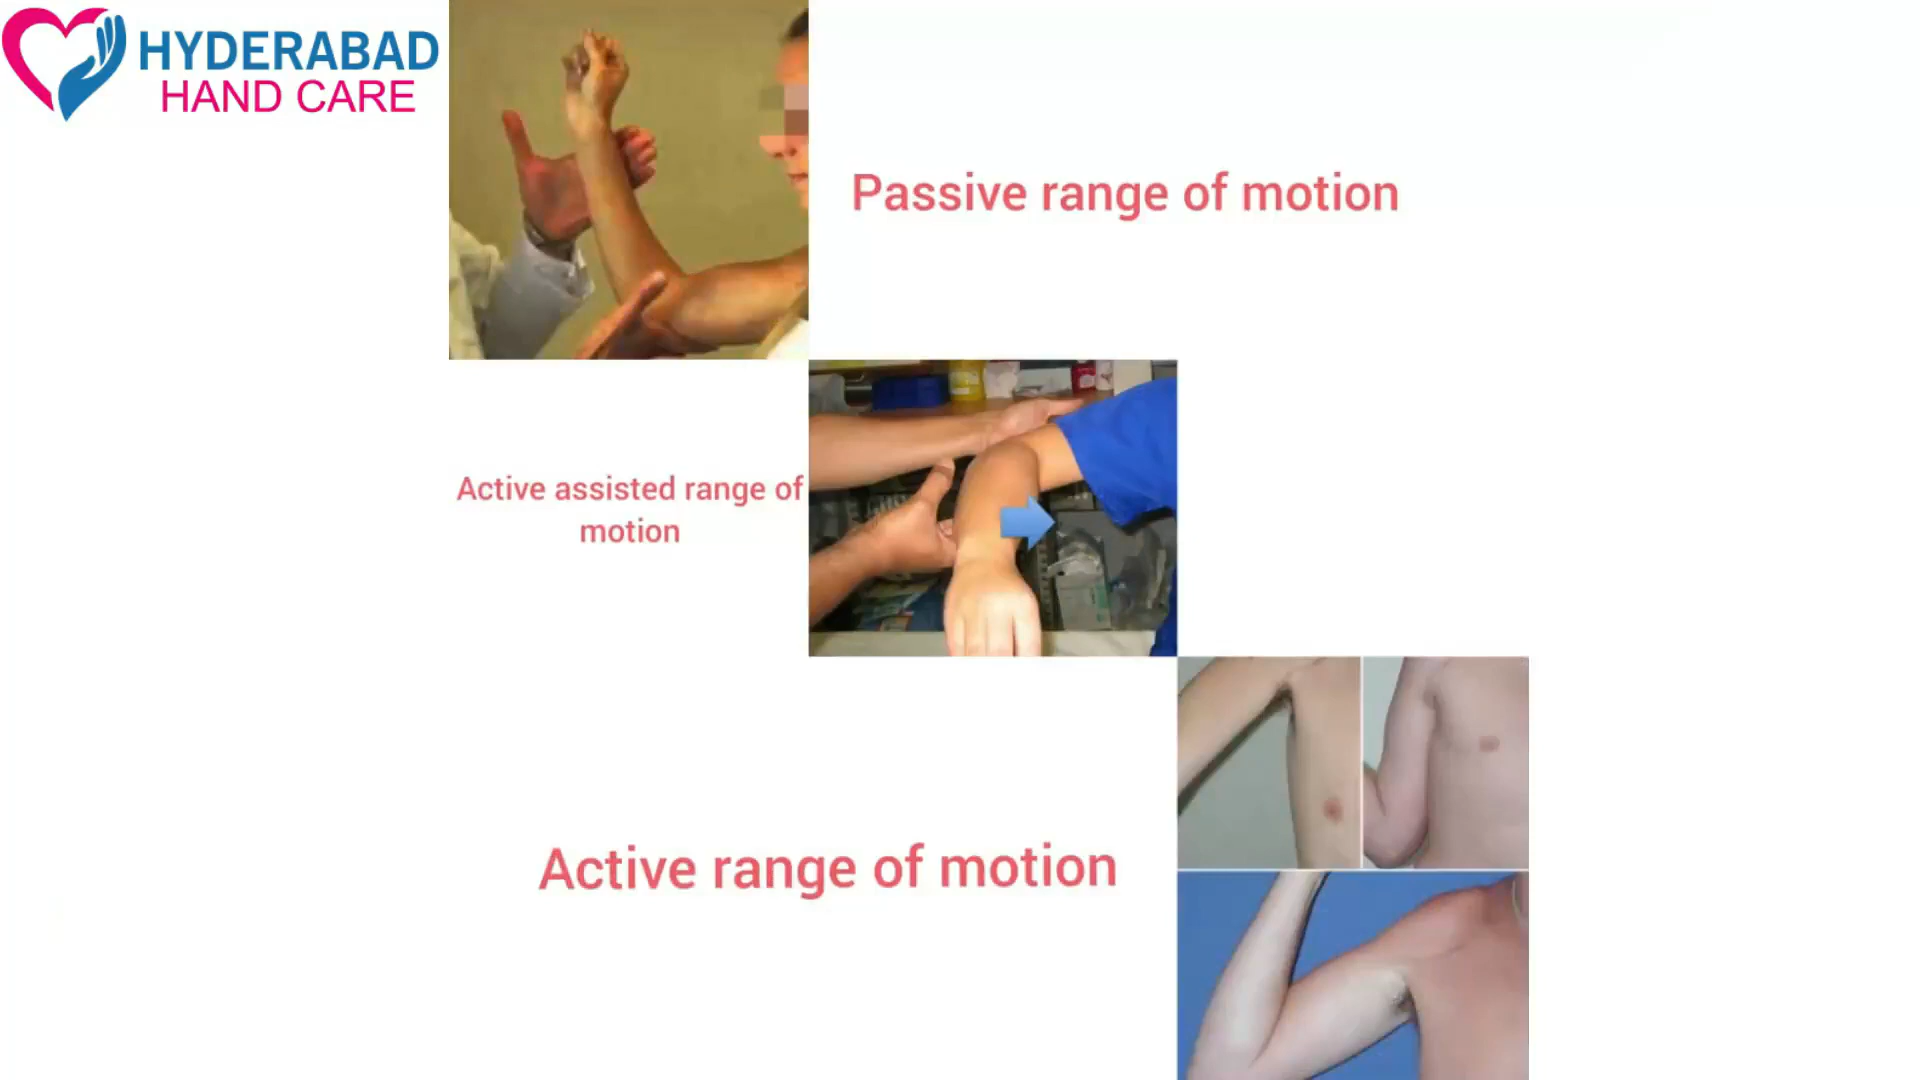 HYDERABAD
HAND CARE
Passive range of motion
Active assisted range of
motion
Active range of motion